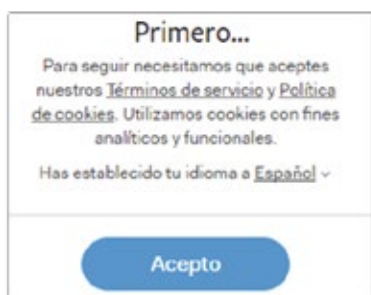 Primero...
Para seguir necesitamos que aceptes
nuestros Términos de servicio y Política
de cookies. Utilizamos cookies con fines
analíticos y funcionales.
Has establecido tu idioma a Español
Acepto